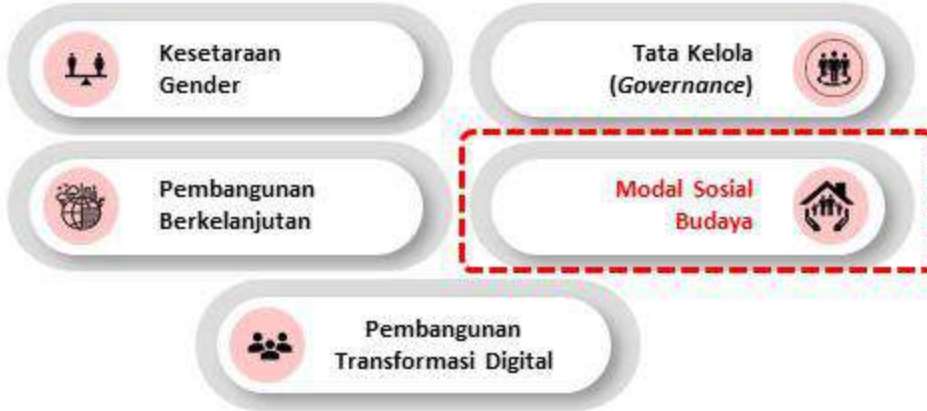 Kesetaraan
Gender
Tata Kelola
(Governance)
Pembangunan
Berkelanjutan
Modal Sosial
Budaya
Pembangunan
Transformasi Digital